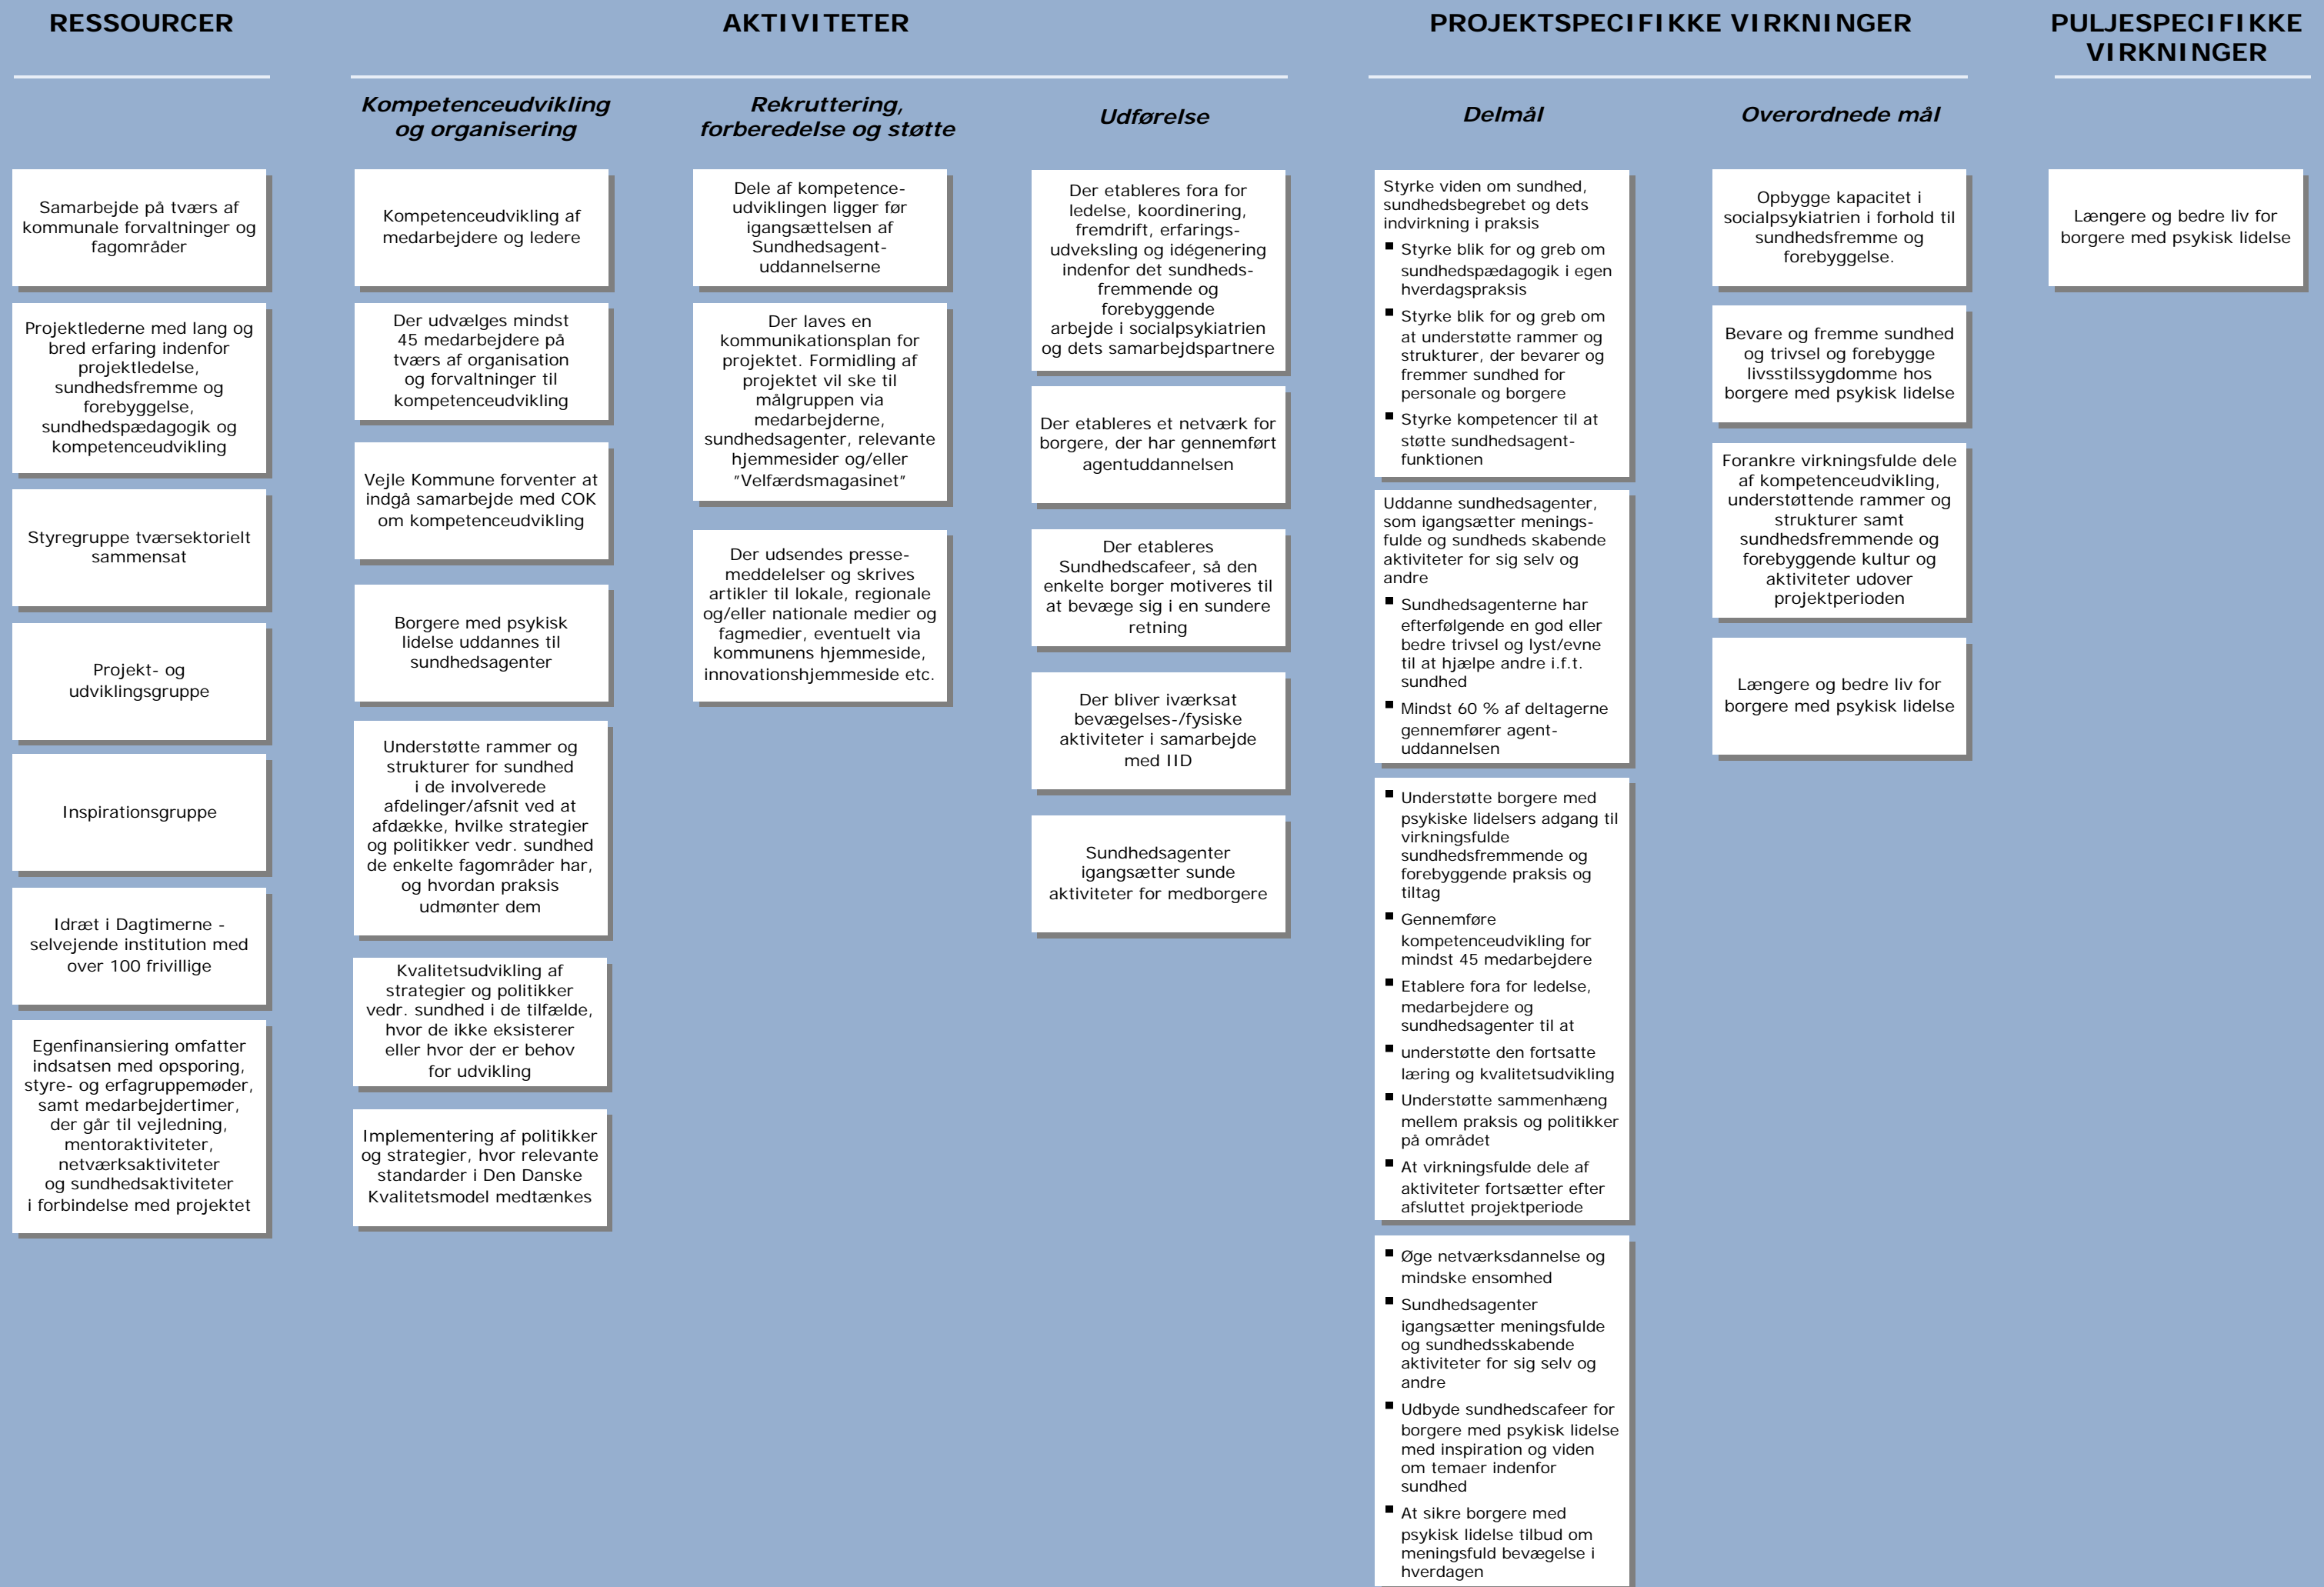 RESSOURCER
AKTIVITETER
PROJEKTSPECIFIKKE VIRKNINGER
PULJESPECIFIKKE
VIRKNINGER
Kompetenceudvikling
og organisering
Rekruttering,
forberedelse og støtte
Udførelse
Delmål
Overordnede mål
Samarbejde på tværs af
kommunale forvaltninger og
fagområder
Projektlederne med lang og
bred erfaring indenfor
projektledelse,
sundhedsfremme og
forebyggelse,
sundhedspædagogik og
kompetenceudvikling
Styregruppe tværsektorielt
sammensat
Projekt- og
udviklingsgruppe
Inspirationsgruppe
Idræt i Dagtimerne -
selvejende institution med
over 100 frivillige
Egenfinansiering omfatter
indsatsen med opsporing,
styre- og erfagruppemøder,
samt medarbejdertimer,
der går til vejledning,
mentoraktiviteter,
netværksaktiviteter
og sundhedsaktiviteter
i forbindelse med projektet
Kompetenceudvikling af
medarbejdere og ledere
Der udvælges mindst
45 medarbejdere på
tværs af organisation
og forvaltninger til
kompetenceudvikling
Vejle Kommune forventer at
indgå samarbejde med COK
om kompetenceudvikling
Borgere med psykisk
lidelse uddannes til
sundhedsagenter
Understøtte rammer og
strukturer for sundhed
i de involverede
afdelinger/afsnit ved at
afdække, hvilke strategier
og politikker vedr. sundhed
de enkelte fagområder har,
og hvordan praksis
udmønter dem
Kvalitetsudvikling af
strategier og politikker
vedr. sundhed i de tilfælde,
hvor de ikke eksisterer
eller hvor der er behov
for udvikling
Implementering af politikker
og strategier, hvor relevante
standarder i Den Danske
Kvalitetsmodel medtænkes
Dele af kompetence-
udviklingen ligger før
igangsættelsen af
Sundhedsagent-
uddannelserne
Der laves en
kommunikationsplan for
projektet. Formidling af
projektet vil ske til
målgruppen via
medarbejderne,
sundhedsagenter, relevante
hjemmesider og/eller
”Velfærdsmagasinet”
Der udsendes presse-
meddelelser og skrives
artikler til lokale, regionale
og/eller nationale medier og
fagmedier, eventuelt via
kommunens hjemmeside,
innovationshjemmeside etc.
Der etableres fora for
ledelse, koordinering,
fremdrift, erfarings-
udveksling og idégenering
indenfor det sundheds-
fremmende og
forebyggende
arbejde i socialpsykiatrien
og dets samarbejdspartnere
Der etableres et netværk for
borgere, der har gennemført
agentuddannelsen
Der etableres
Sundhedscafeer, så den
enkelte borger motiveres til
at bevæge sig i en sundere
retning
Der bliver iværksat
bevægelses-/fysiske
aktiviteter i samarbejde
med IID
Sundhedsagenter
igangsætter sunde
aktiviteter for medborgere
Styrke viden om sundhed,
sundhedsbegrebet og dets
indvirkning i praksis
▪ Styrke blik for og greb om
sundhedspædagogik i egen
hverdagspraksis
▪ Styrke blik for og greb om
at understøtte rammer og
strukturer, der bevarer og
fremmer sundhed for
personale og borgere
▪ Styrke kompetencer til at
støtte sundhedsagent-
funktionen
Uddanne sundhedsagenter,
som igangsætter menings-
fulde og sundheds skabende
aktiviteter for sig selv og
andre
▪ Sundhedsagenterne har
efterfølgende en god eller
bedre trivsel og lyst/evne
til at hjælpe andre i.f.t.
sundhed
▪ Mindst 60 % af deltagerne
gennemfører agent-
uddannelsen
▪ Understøtte borgere med
psykiske lidelsers adgang til
virkningsfulde
sundhedsfremmende og
forebyggende praksis og
tiltag
▪ Gennemføre
kompetenceudvikling for
mindst 45 medarbejdere
▪ Etablere fora for ledelse,
medarbejdere og
sundhedsagenter til at
▪ understøtte den fortsatte
læring og kvalitetsudvikling
▪ Understøtte sammenhæng
mellem praksis og politikker
på området
▪ At virkningsfulde dele af
aktiviteter fortsætter efter
afsluttet projektperiode
▪ Øge netværksdannelse og
mindske ensomhed
▪ Sundhedsagenter
igangsætter meningsfulde
og sundhedsskabende
aktiviteter for sig selv og
andre
▪ Udbyde sundhedscafeer for
borgere med psykisk lidelse
med inspiration og viden
om temaer indenfor
sundhed
▪ At sikre borgere med
psykisk lidelse tilbud om
meningsfuld bevægelse i
hverdagen
Opbygge kapacitet i
socialpsykiatrien i forhold til
sundhedsfremme og
forebyggelse.
Bevare og fremme sundhed
og trivsel og forebygge
livsstilssygdomme hos
borgere med psykisk lidelse
Forankre virkningsfulde dele
af kompetenceudvikling,
understøttende rammer og
strukturer samt
sundhedsfremmende og
forebyggende kultur og
aktiviteter udover
projektperioden
Længere og bedre liv for
borgere med psykisk lidelse
Længere og bedre liv for
borgere med psykisk lidelse